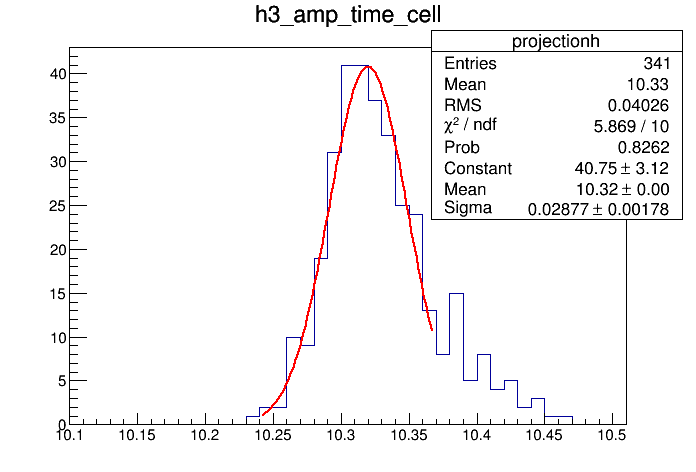 h3_amp_time_cell
projectionh
Entries 341
Mean 10.33
RMS 0.04026
χ² / ndf 5.869 / 10
Prob 0.8262
Constant 40.75 ± 3.12
Mean 10.32 ± 0.00
Sigma 0.02877 ± 0.00178
40
35
30
25
20
15
10
5
0
10.1 10.15 10.2 10.25 10.3 10.35 10.4 10.45 10.5